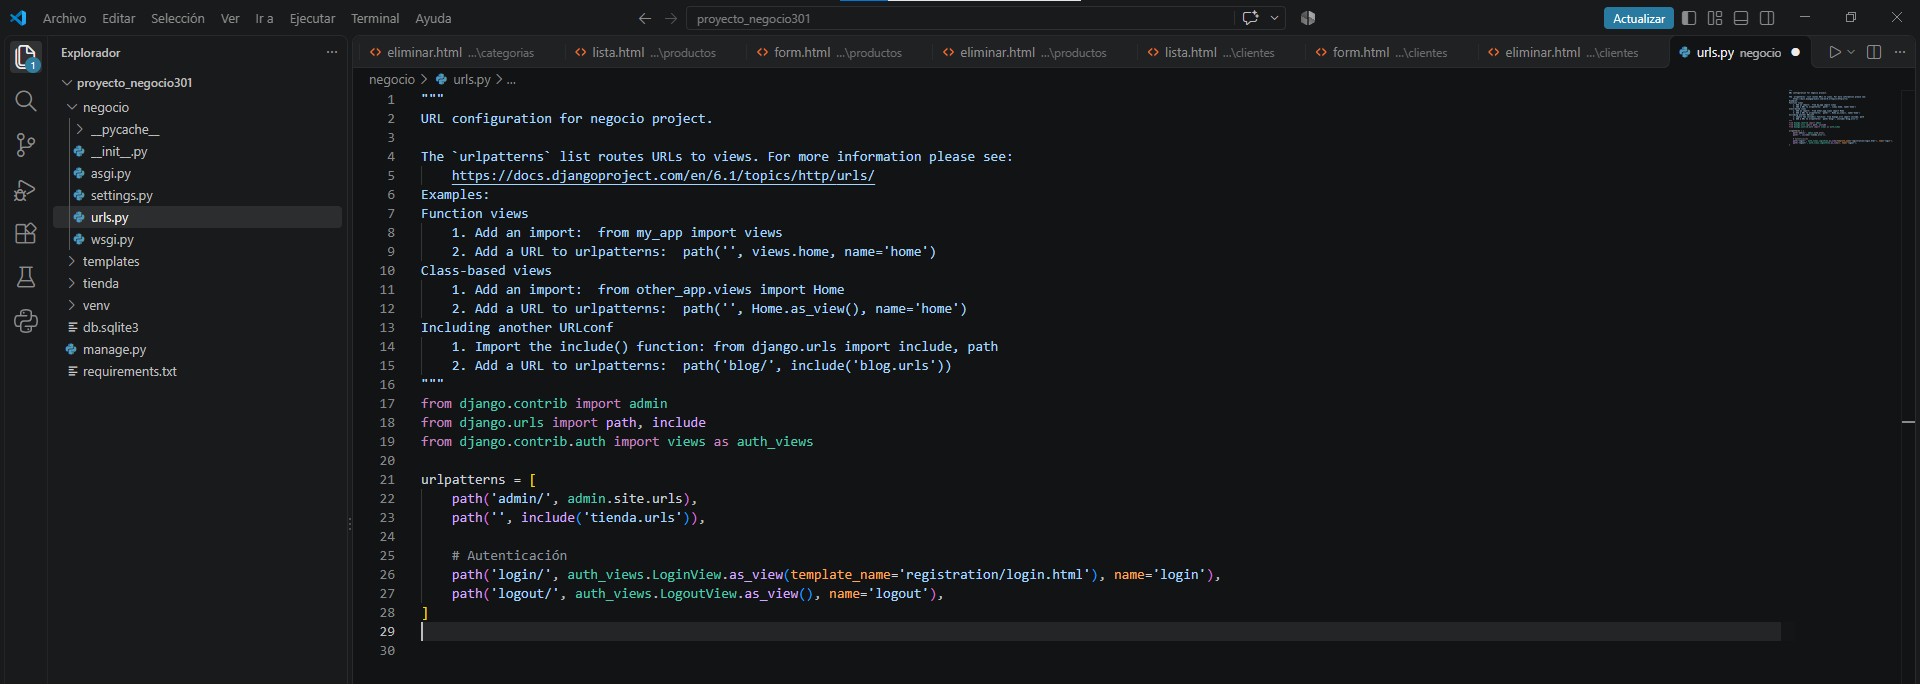 Archivo Editar Selección Ver Ir a Ejecutar Terminal Ayuda
proyecto_negocio301
Actualizar
1
Explorador
proyecto_negocio301
negocio
__pycache__
__init__.py
asgi.py
settings.py
urls.py
wsgi.py
templates
tienda
venv
db.sqlite3
manage.py
requirements.txt
eliminar.html ...\categorias
lista.html ...\productos
form.html ...\productos
eliminar.html ...\productos
lista.html ...\clientes
form.html ...\clientes
eliminar.html ...\clientes
urls.py negocio
negocio > urls.py > ...
1 """
2 URL configuration for negocio project.
3
4 The `urlpatterns` list routes URLs to views. For more information please see:
5     https://docs.djangoproject.com/en/6.1/topics/http/urls/
6 Examples:
7 Function views
8     1. Add an import:  from my_app import views
9     2. Add a URL to urlpatterns:  path('', views.home, name='home')
10 Class-based views
11     1. Add an import:  from other_app.views import Home
12     2. Add a URL to urlpatterns:  path('', Home.as_view(), name='home')
13 Including another URLconf
14     1. Import the include() function: from django.urls import include, path
15     2. Add a URL to urlpatterns:  path('blog/', include('blog.urls'))
16 """
17 from django.contrib import admin
18 from django.urls import path, include
19 from django.contrib.auth import views as auth_views
20
21 urlpatterns = [
22     path('admin/', admin.site.urls),
23     path('', include('tienda.urls')),
24
25     # Autenticación
26     path('login/', auth_views.LoginView.as_view(template_name='registration/login.html'), name='login'),
27     path('logout/', auth_views.LogoutView.as_view(), name='logout'),
28 ]
29
30